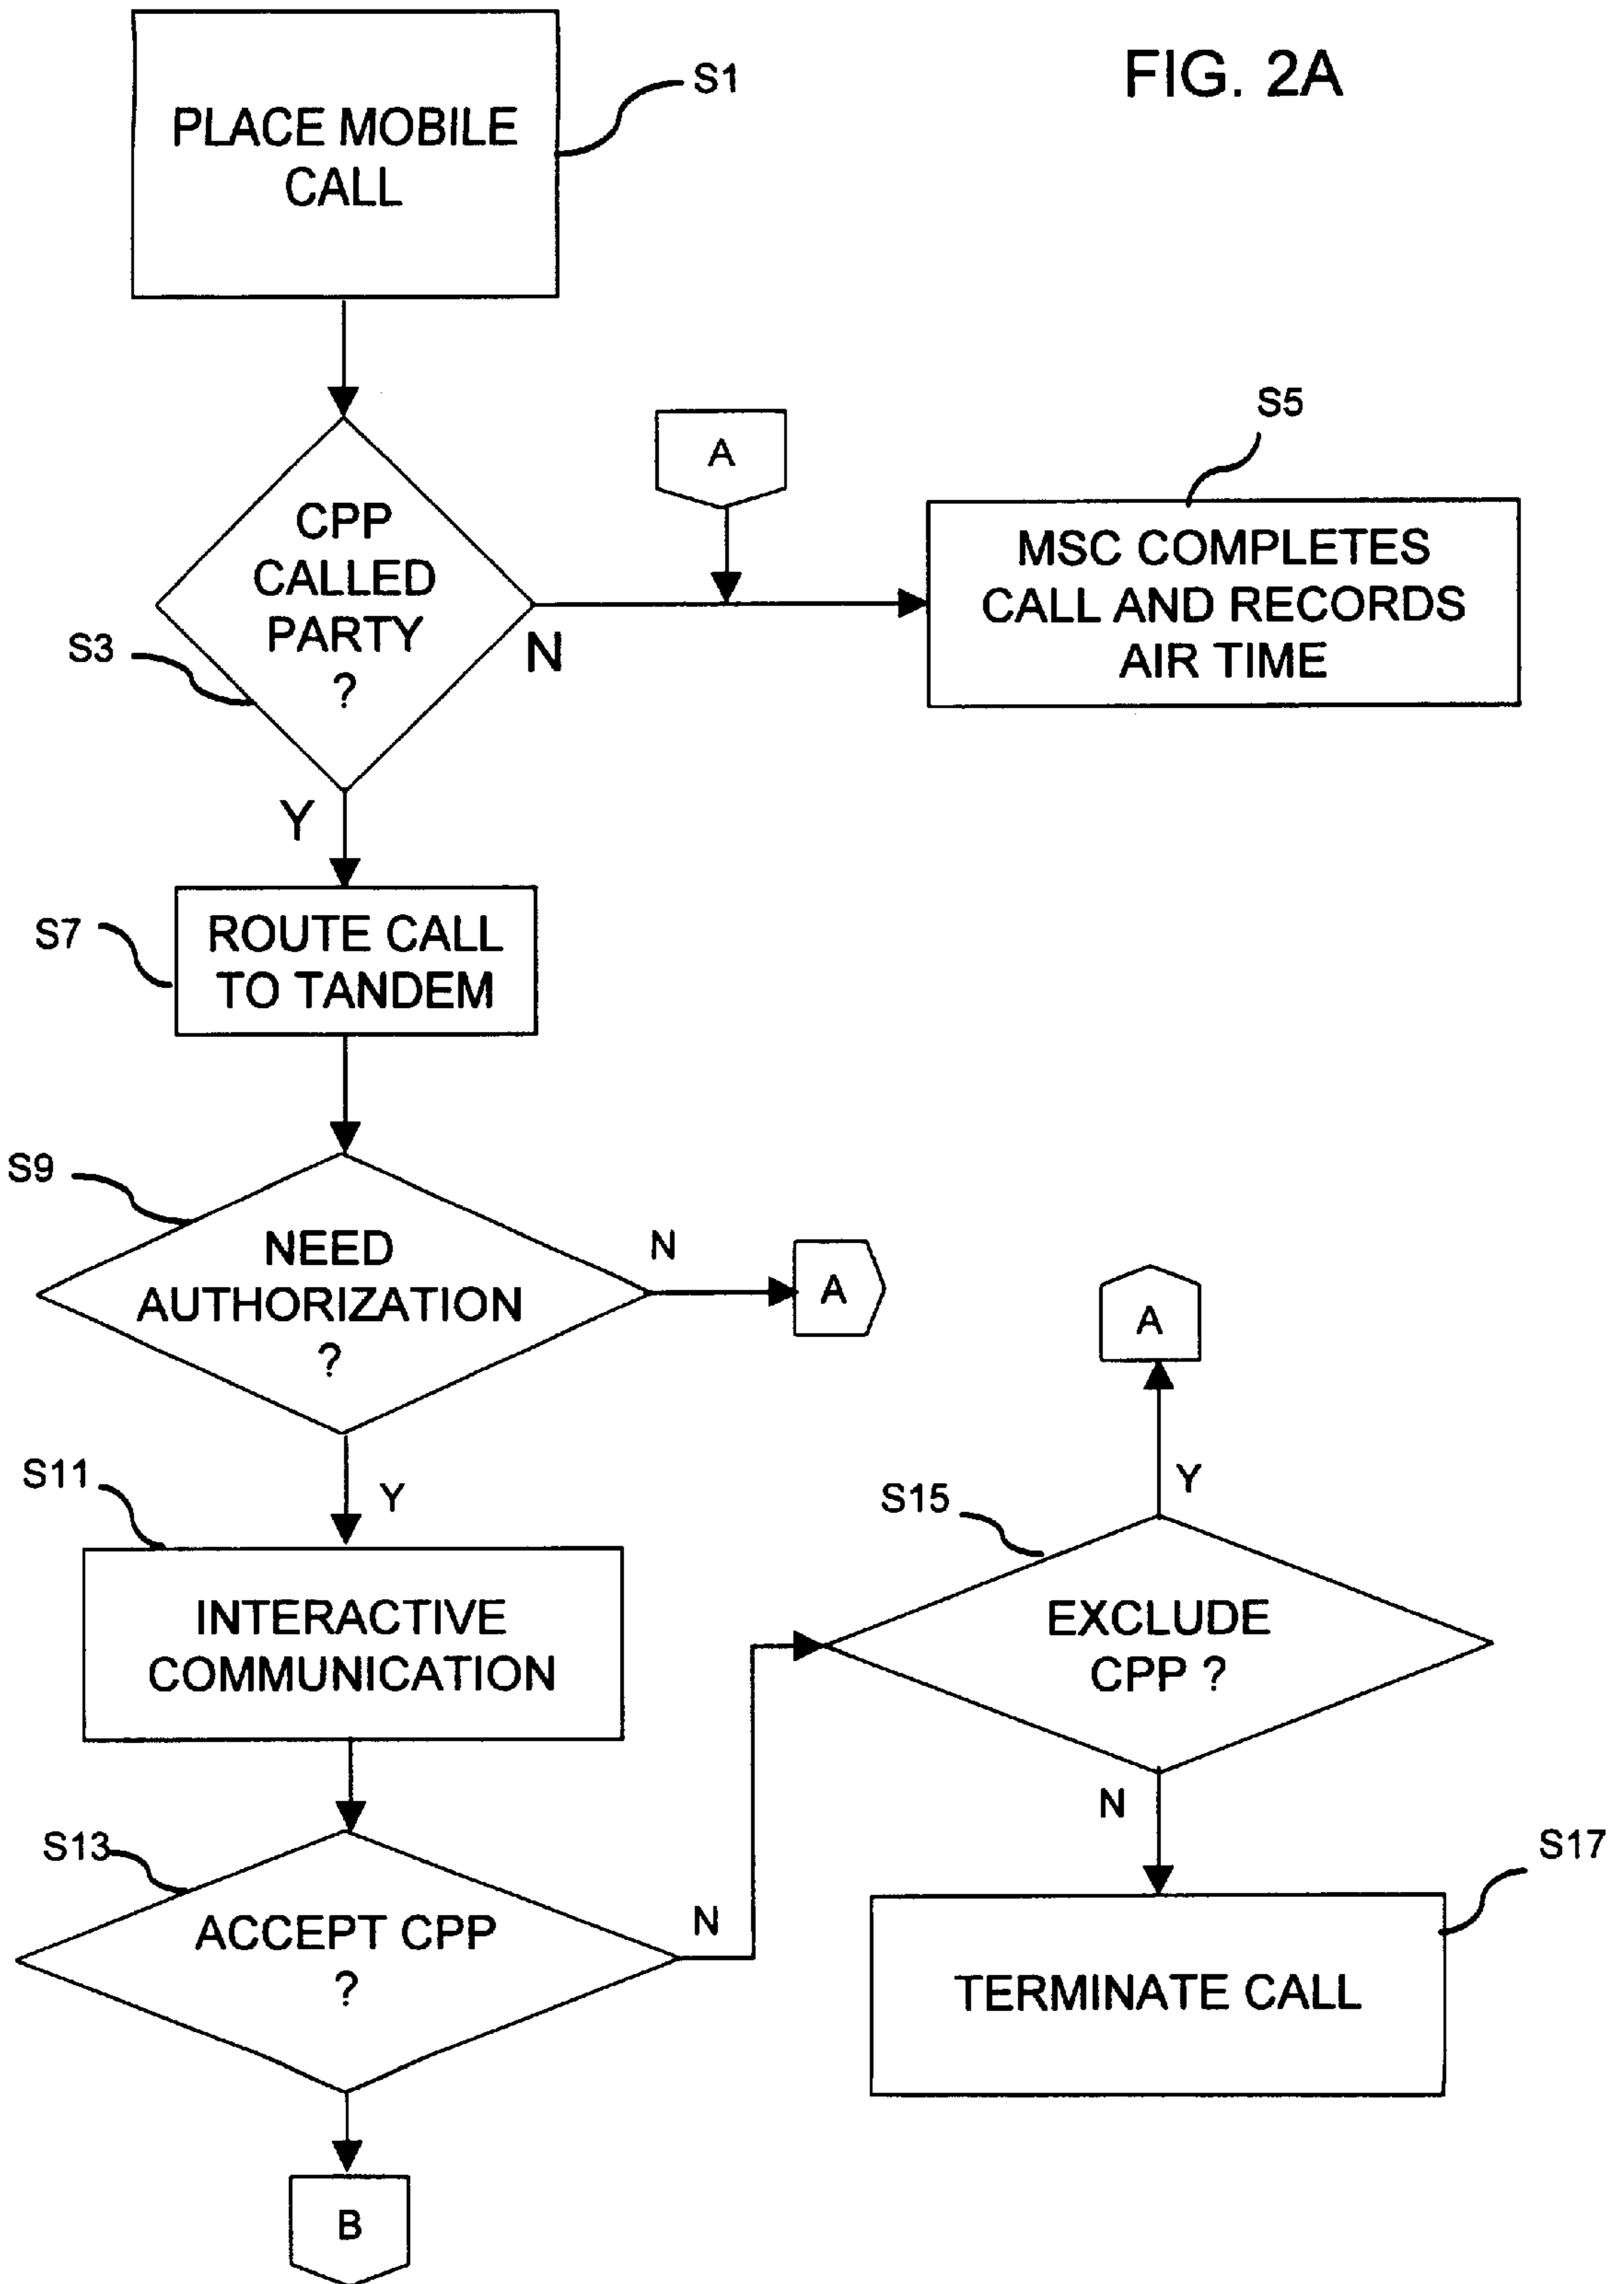 FIG. 2A
PLACE MOBILE
CALL
S1
CPP
CALLED
PARTY
?
S3
N
A
S5
MSC COMPLETES
CALL AND RECORDS
AIR TIME
Y
S7
ROUTE CALL
TO TANDEM
S9
NEED
AUTHORIZATION
?
N
A
Y
S11
INTERACTIVE
COMMUNICATION
S13
ACCEPT CPP
?
N
B
A
Y
S15
EXCLUDE
CPP ?
N
S17
TERMINATE CALL